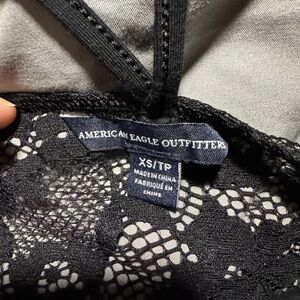 AMERICAN EAGLE OUTFITTERS
XS/TP
MADE IN CHINA
FABRIQUÉ EN
CHINE